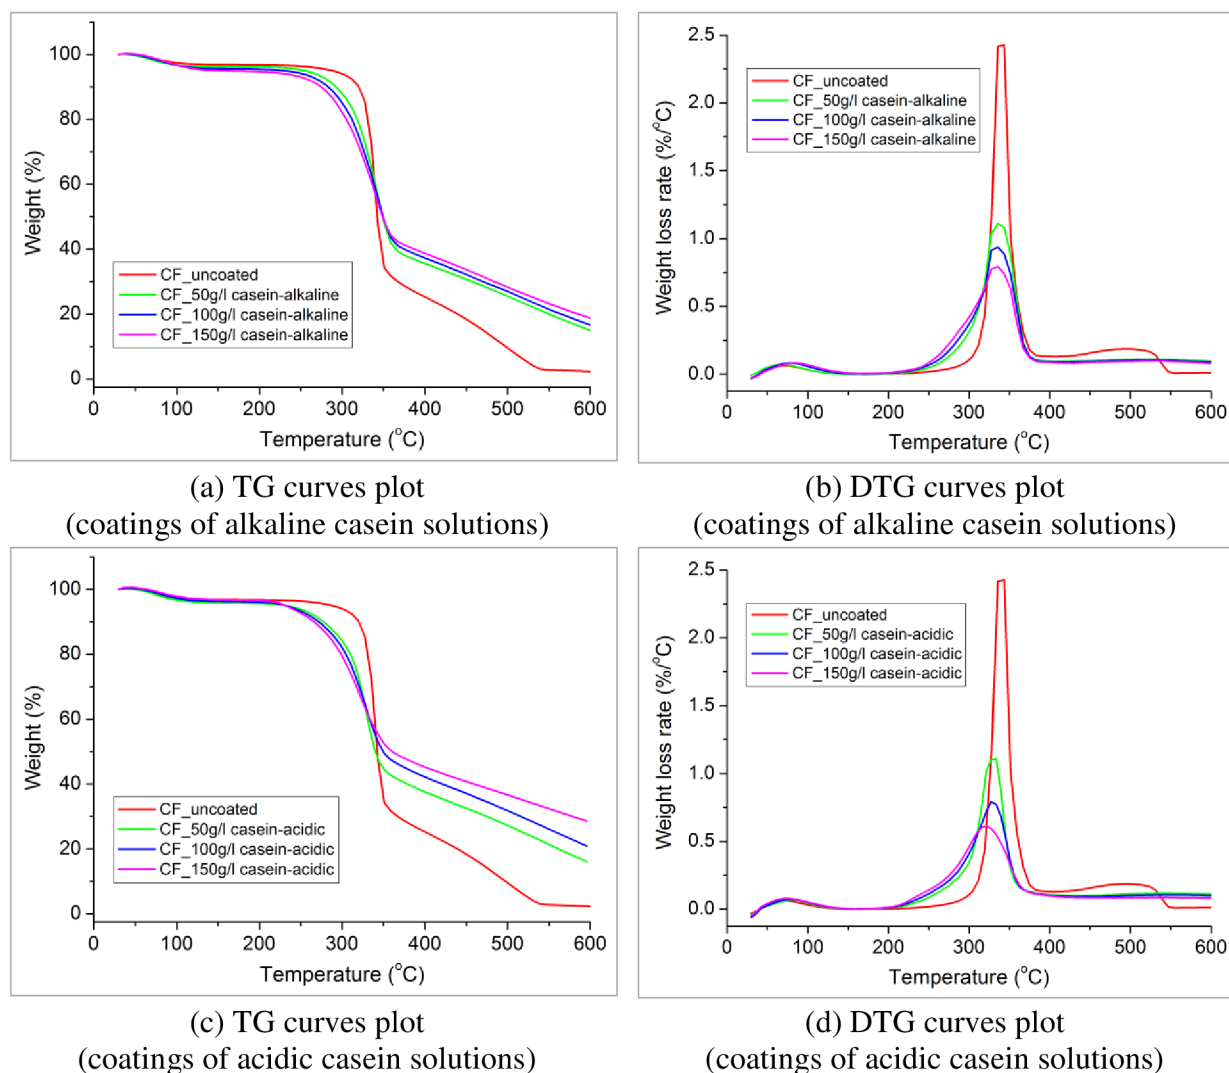 100
80
60
40
20
0
Weight (%)
CF_uncoated
CF_50g/l casein-alkaline
CF_100g/l casein-alkaline
CF_150g/l casein-alkaline
0 100 200 300 400 500 600
Temperature (°C)
2.5
2.0
1.5
1.0
0.5
0.0
Weight loss rate (%/°C)
CF_uncoated
CF_50g/l casein-alkaline
CF_100g/l casein-alkaline
CF_150g/l casein-alkaline
0 100 200 300 400 500 600
Temperature (°C)
(a) TG curves plot
(coatings of alkaline casein solutions)
(b) DTG curves plot
(coatings of alkaline casein solutions)
100
80
60
40
20
0
Weight (%)
CF_uncoated
CF_50g/l casein-acidic
CF_100g/l casein-acidic
CF_150g/l casein-acidic
0 100 200 300 400 500 600
Temperature (°C)
2.5
2.0
1.5
1.0
0.5
0.0
Weight loss rate (%/°C)
CF_uncoated
CF_50g/l casein-acidic
CF_100g/l casein-acidic
CF_150g/l casein-acidic
0 100 200 300 400 500 600
Temperature (°C)
(c) TG curves plot
(coatings of acidic casein solutions)
(d) DTG curves plot
(coatings of acidic casein solutions)